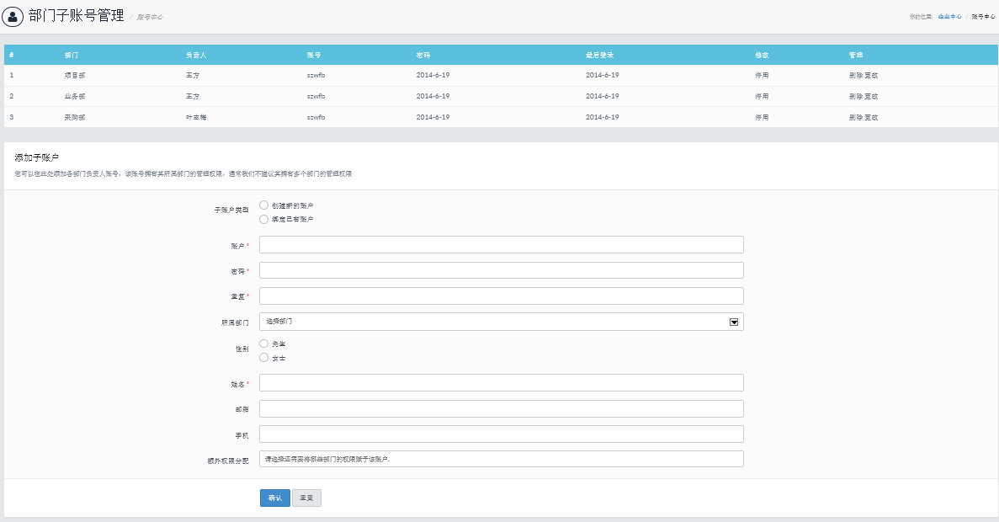 部门子账号管理 / 账号中心
你的位置: 企业中心 / 账号中心
# 部门 负责人 账号 密码 最后登录 修改 管理
1 项目部 王方 szwfb 2014-6-19 2014-6-19 停用 删除 更改
2 业务部 王方 szwfb 2014-6-19 2014-6-19 停用 删除 更改
3 采购部 叶幸梅 szwfb 2014-6-19 2014-6-19 停用 删除 更改
添加子账户
您可以在此处添加各部门负责人账号，该账号拥有其所属部门的管理权限，通常我们不建议其拥有多个部门的管理权限
子账户类型
创建新的账户
绑定已有账户
账户 *
密码 *
重复 *
所属部门 选择部门
性别
先生
女士
姓名 *
邮箱
手机
额外权限分配 请选择还需要将哪些部门的权限赋予该账户.
确认 重置